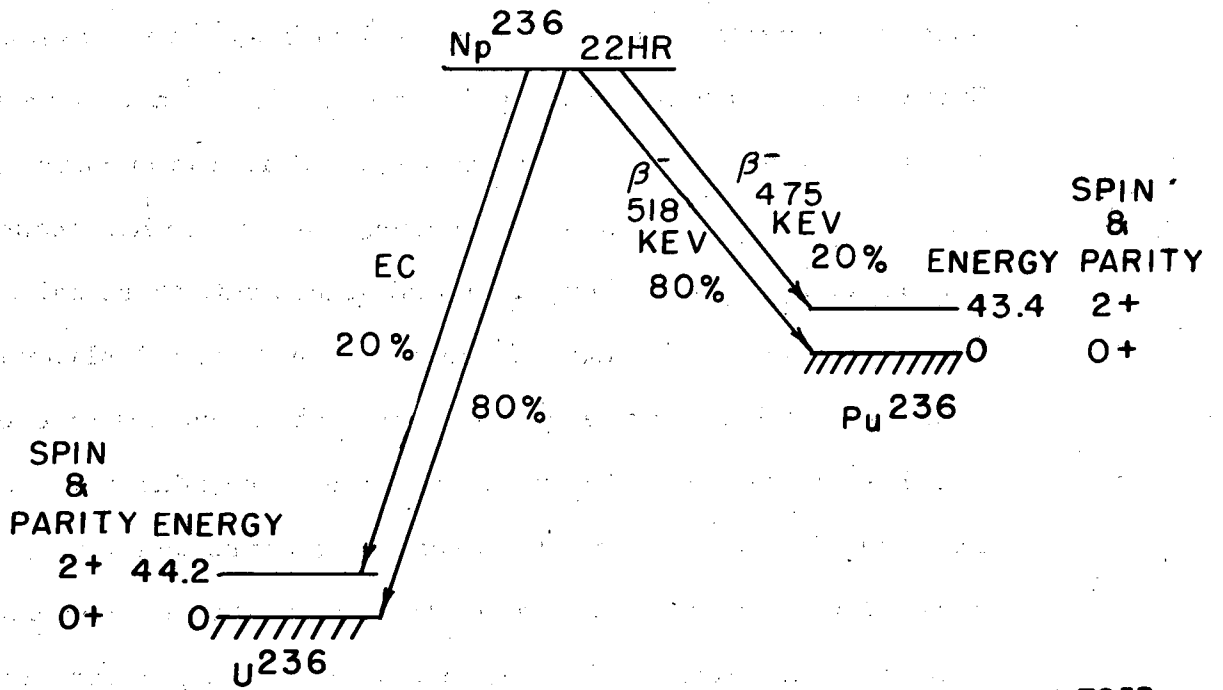 Np236 22HR
β-
518
KEV
80%
β-
475
KEV
20%
SPIN
&
ENERGY PARITY
43.4 2+
0 0+
Pu236
EC
20%
80%
SPIN
&
PARITY ENERGY
2+ 44.2
0+ 0
U236